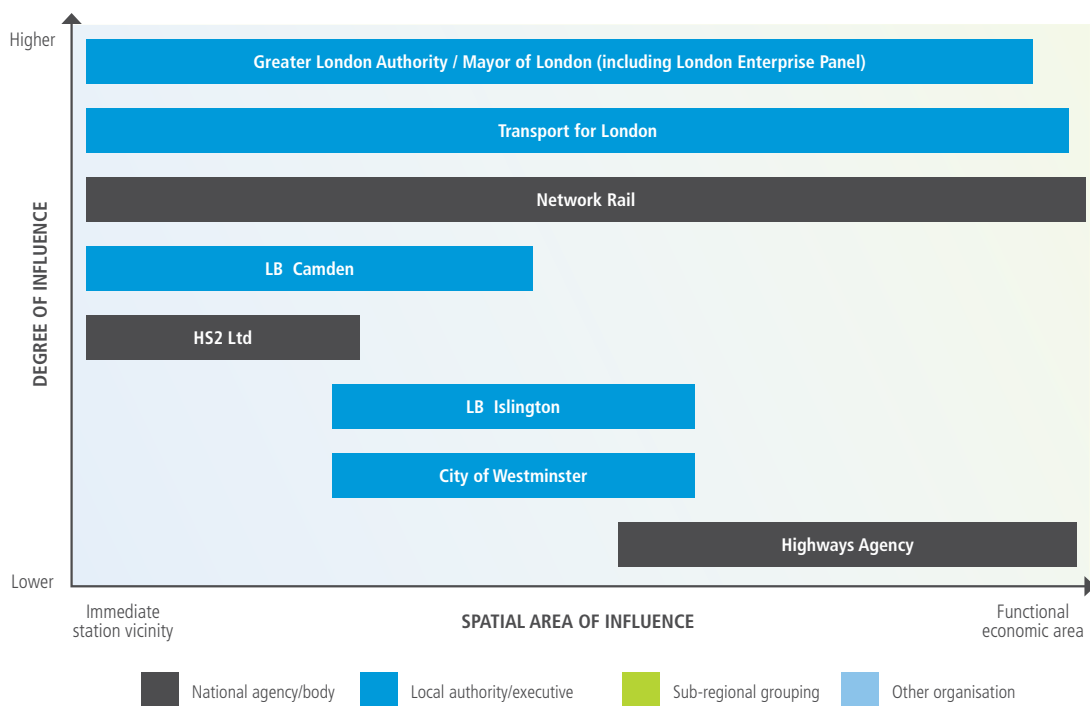 Higher
Greater London Authority / Mayor of London (including London Enterprise Panel)
Transport for London
Network Rail
LB Camden
HS2 Ltd
LB Islington
City of Westminster
Highways Agency
DEGREE OF INFLUENCE
Lower
Immediate
station vicinity
SPATIAL AREA OF INFLUENCE
Functional
economic area
National agency/body
Local authority/executive
Sub-regional grouping
Other organisation